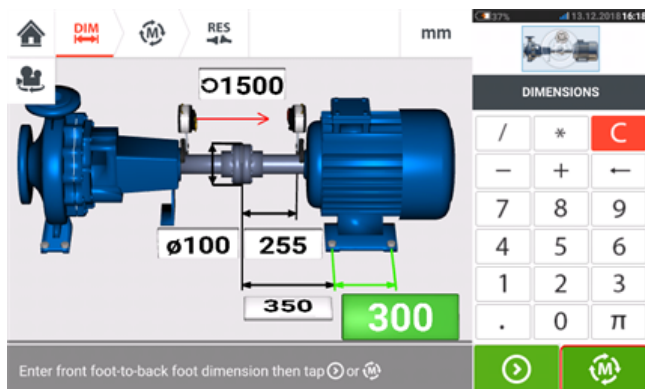 DIM
M
RES
mm
37%
13.12.2018 16:18
1500
DIMENSIONS
ø100
255
350
300
/ * C
− + ←
7 8 9
4 5 6
1 2 3
. 0 π
Enter front foot-to-back foot dimension then tap > or M
M